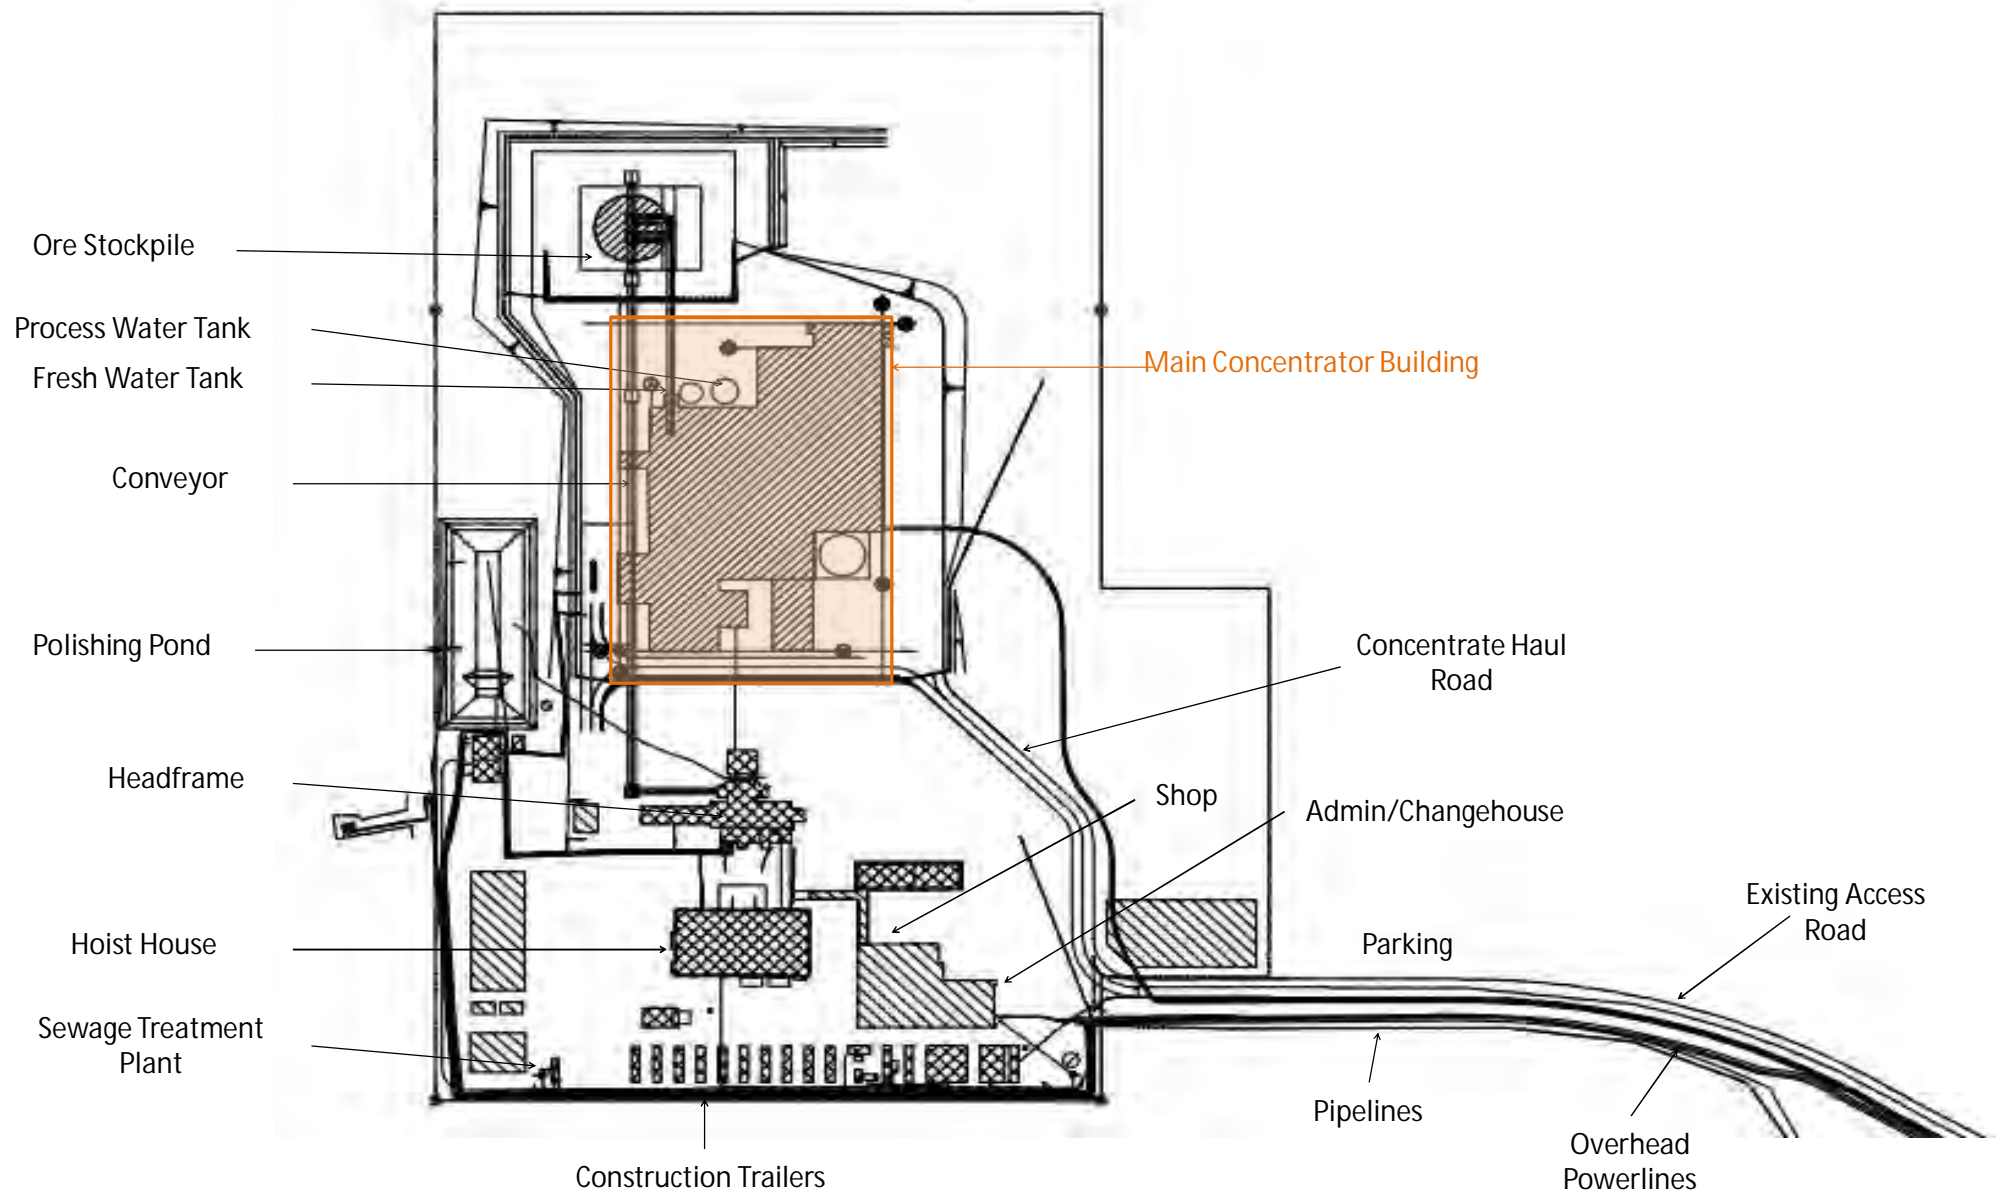 Ore Stockpile
Process Water Tank
Fresh Water Tank
Main Concentrator Building
Conveyor
Polishing Pond
Concentrate Haul
Road
Headframe
Shop
Admin/Changehouse
Existing Access
Road
Hoist House
Parking
Sewage Treatment
Plant
Pipelines
Overhead
Powerlines
Construction Trailers